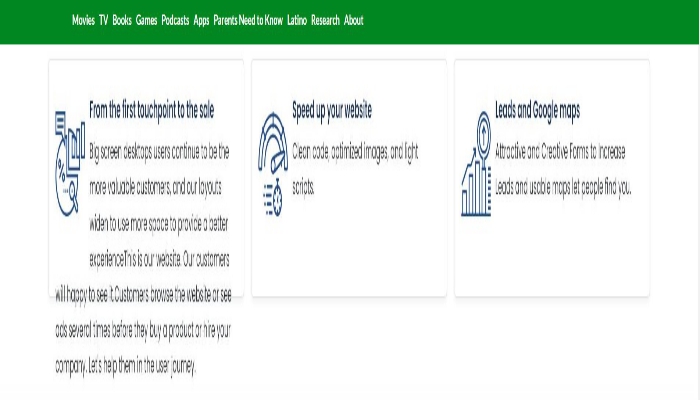 Movies TV Books Games Podcasts Apps Parents Need to Know Latino Research About
From the first touchpoint to the sale
Big screen desktops users continue to be the
more valuable customers, and our layouts
widen to use more space to provide a better
experienceThis is our website. Our customers
will happy to see it.Customers browse the website or see
ads several times before they buy a product or hire your
company. Let's help them in the user journey.
Speed up your website
Clean code, optimized images, and light
scripts.
Leads and Google maps
Attractive and Creative Forms to Increase
Leads and usable maps let people find you.